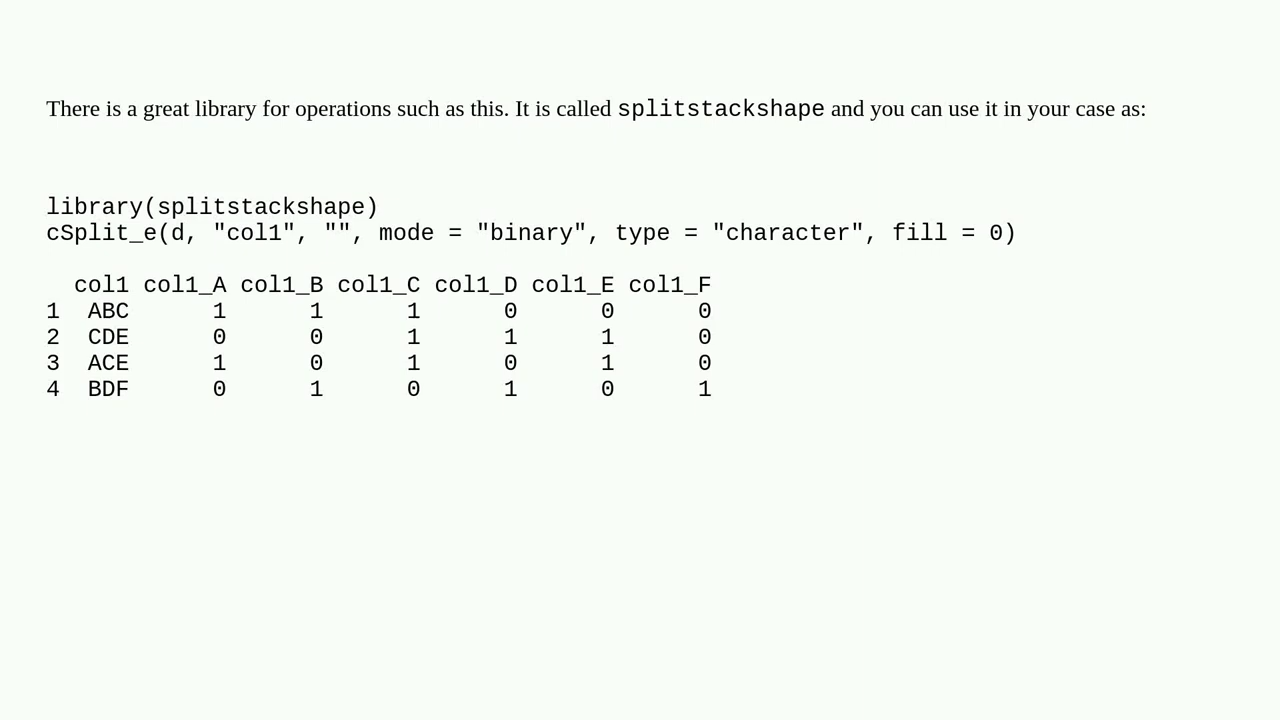 There is a great library for operations such as this. It is called splitstackshape and you can use it in your case as:
library(splitstackshape)
cSplit_e(d, "col1", "", mode = "binary", type = "character", fill = 0)
  col1 col1_A col1_B col1_C col1_D col1_E col1_F
1  ABC      1      1      1      0      0      0
2  CDE      0      0      1      1      1      0
3  ACE      1      0      1      0      1      0
4  BDF      0      1      0      1      0      1